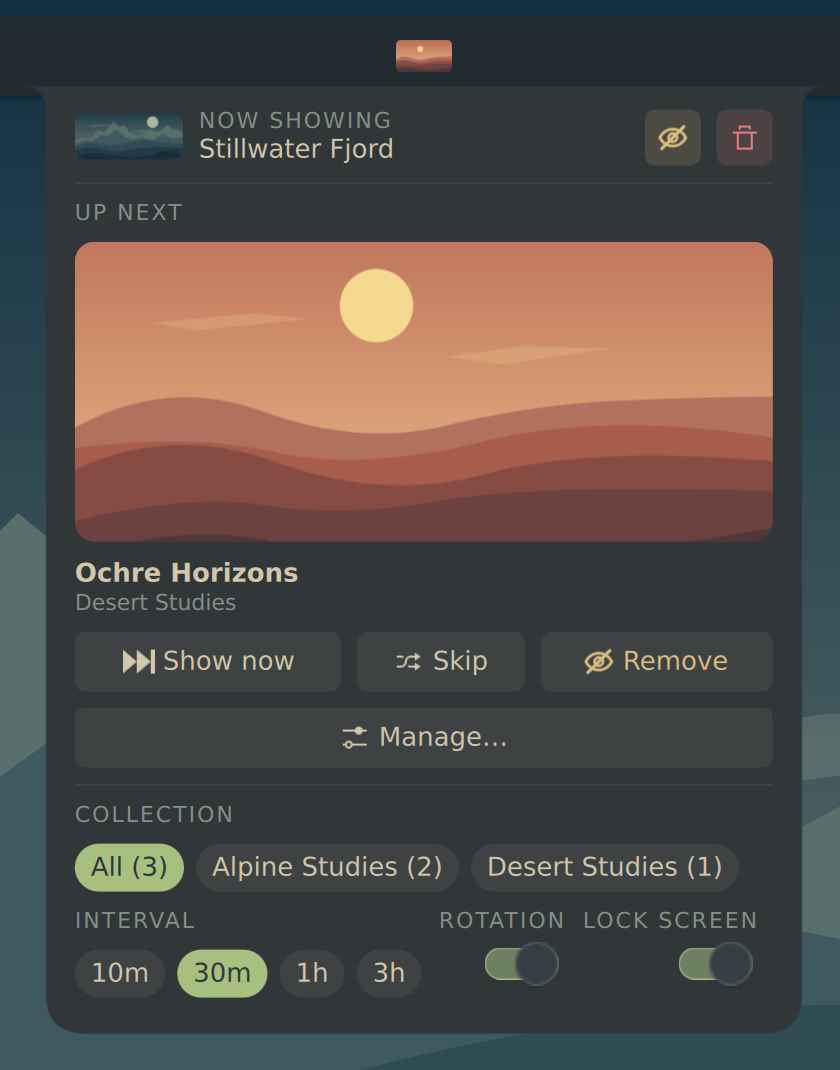 NOW SHOWING
Stillwater Fjord
UP NEXT
Ochre Horizons
Desert Studies
Show now
Skip
Remove
Manage...
COLLECTION
All (3)
Alpine Studies (2)
Desert Studies (1)
INTERVAL
ROTATION
LOCK SCREEN
10m
30m
1h
3h